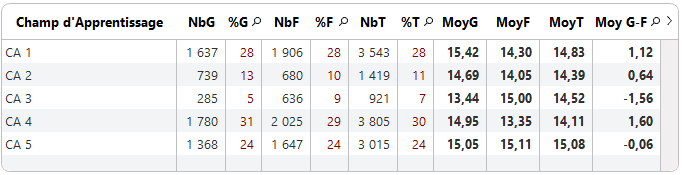 Champ d'Apprentissage NbG %G NbF %F NbT %T MoyG MoyF MoyT Moy G-F
CA 1 1 637 28 1 906 28 3 543 28 15,42 14,30 14,83 1,12
CA 2 739 13 680 10 1 419 11 14,69 14,05 14,39 0,64
CA 3 285 5 636 9 921 7 13,44 15,00 14,52 -1,56
CA 4 1 780 31 2 025 29 3 805 30 14,95 13,35 14,11 1,60
CA 5 1 368 24 1 647 24 3 015 24 15,05 15,11 15,08 -0,06